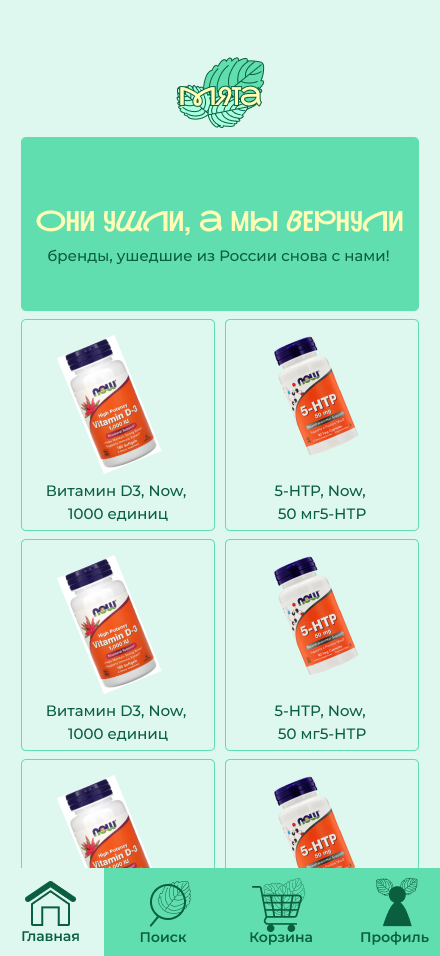 мята
Они ушли, а мы вернули
бренды, ушедшие из России снова с нами!
now
High Potency
Vitamin D-3
1,000 IU
now
5-HTP
50 mg
Витамин D3, Now,
1000 единиц
5-HTP, Now,
50 мг5-HTP
now
High Potency
Vitamin D-3
1,000 IU
now
5-HTP
50 mg
Витамин D3, Now,
1000 единиц
5-HTP, Now,
50 мг5-HTP
now
High Potency
Vitamin D-3
now
5-HTP
50 mg
Главная
Поиск
Корзина
Профиль